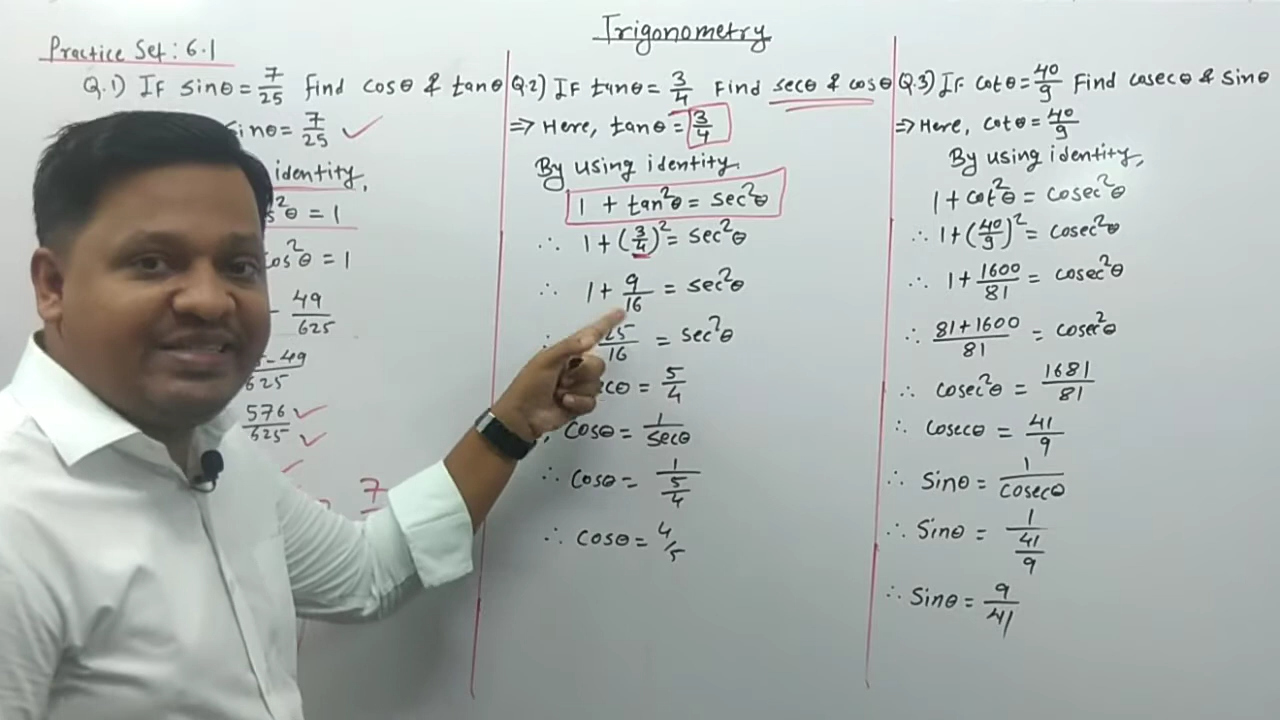 Trigonometry
Practice Set: 6.1
Q.1) If sinθ = 7/25 Find cosθ & tanθ
sinθ = 7/25 ✓
identity,
s²θ = 1
cos²θ = 1
- 49/625
- 49/625
576/625 ✓
✓
7
Q.2) If tanθ = 3/4 Find secθ & cosθ
⇒ Here, tanθ = 3/4
By using identity.
1 + tan²θ = sec²θ
∴ 1 + (3/4)² = sec²θ
∴ 1 + 9/16 = sec²θ
25/16 = sec²θ
cθ = 5/4
, cosθ = 1/secθ
∴ cosθ = 1/(5/4)
∴ cosθ = 4/5
Q.3) If cotθ = 40/9 Find cosecθ & sinθ
⇒ Here, cotθ = 40/9
By using identity,
1 + cot²θ = cosec²θ
∴ 1 + (40/9)² = cosec²θ
∴ 1 + 1600/81 = cosec²θ
∴ 81 + 1600/81 = cosec²θ
∴ cosec²θ = 1681/81
∴ cosecθ = 41/9
∴ sinθ = 1/cosecθ
∴ sinθ = 1/(41/9)
∴ sinθ = 9/41